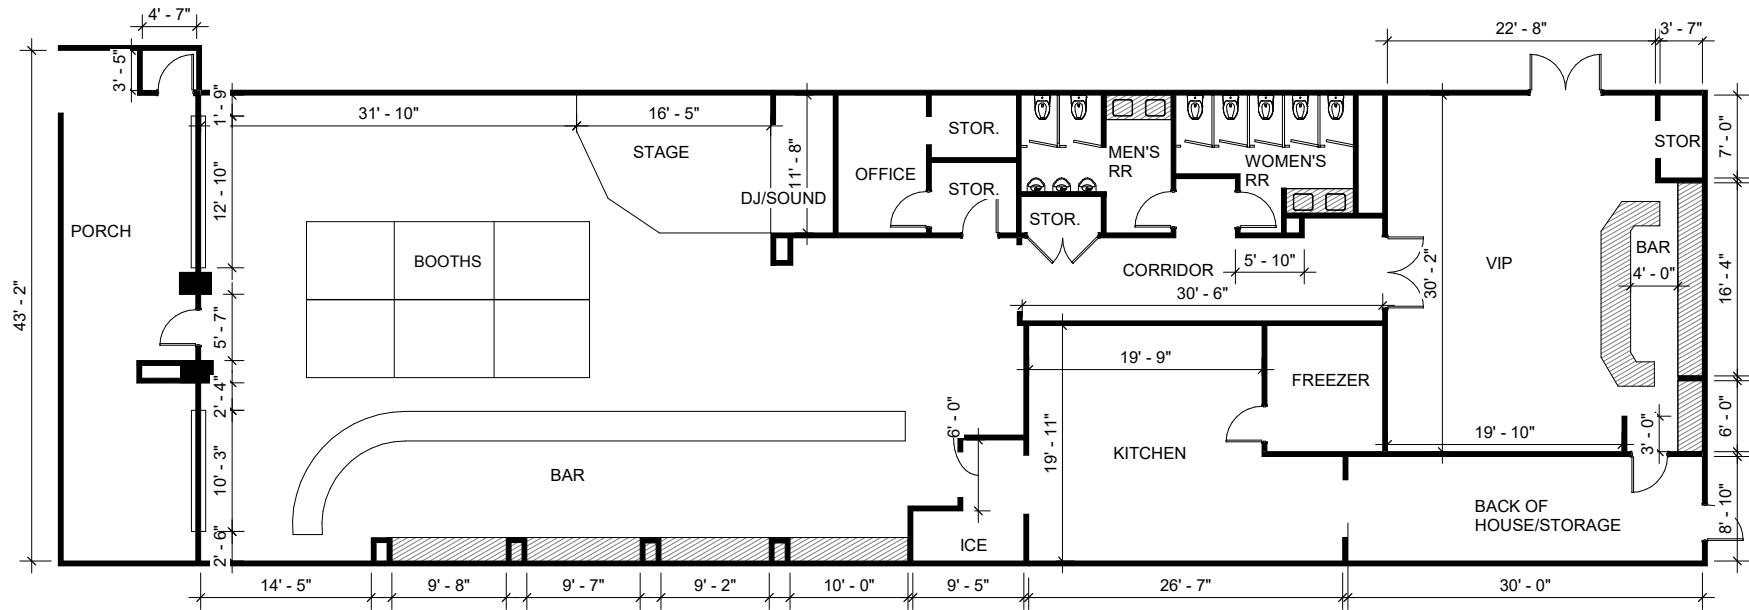 4' - 7"
22' - 8"
3' - 7"
3' - 5"
1' - 9"
31' - 10"
16' - 5"
STOR.
STAGE
11' - 8"
MEN'S
RR
WOMEN'S
RR
STOR
7' - 0"
OFFICE
STOR.
DJ/SOUND
12' - 10"
PORCH
STOR.
BOOTHS
CORRIDOR
5' - 10"
30' - 2"
VIP
BAR
4' - 0"
16' - 4"
30' - 6"
43' - 2"
5' - 7"
19' - 9"
FREEZER
2' - 4"
6' - 0"
19' - 11"
KITCHEN
19' - 10"
3' - 0"
6' - 0"
10' - 3"
BAR
BACK OF
HOUSE/STORAGE
8' - 10"
2' - 6"
ICE
14' - 5"
9' - 8"
9' - 7"
9' - 2"
10' - 0"
9' - 5"
26' - 7"
30' - 0"